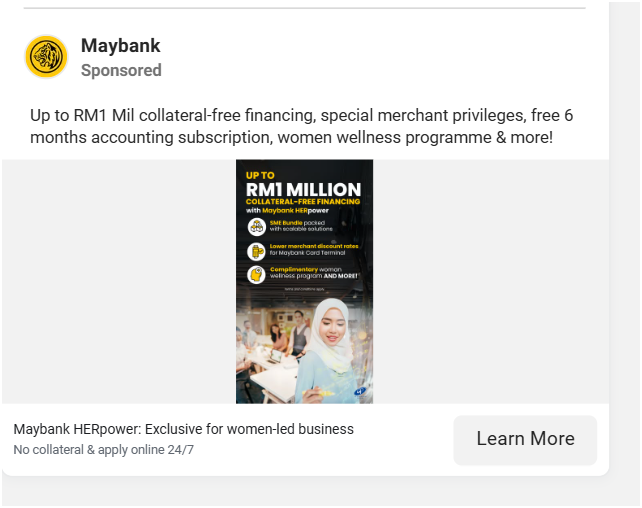 Maybank
Sponsored
Up to RM1 Mil collateral-free financing, special merchant privileges, free 6
months accounting subscription, women wellness programme & more!
UP TO
RM1 MILLION
COLLATERAL-FREE FINANCING
with Maybank HERpower
SME Bundle packed
with scalable solutions
Lower merchant discount rates
for Maybank Card Terminal
Complimentary woman
wellness program AND MORE!
Terms and conditions apply
Maybank HERpower: Exclusive for women-led business
No collateral & apply online 24/7
Learn More